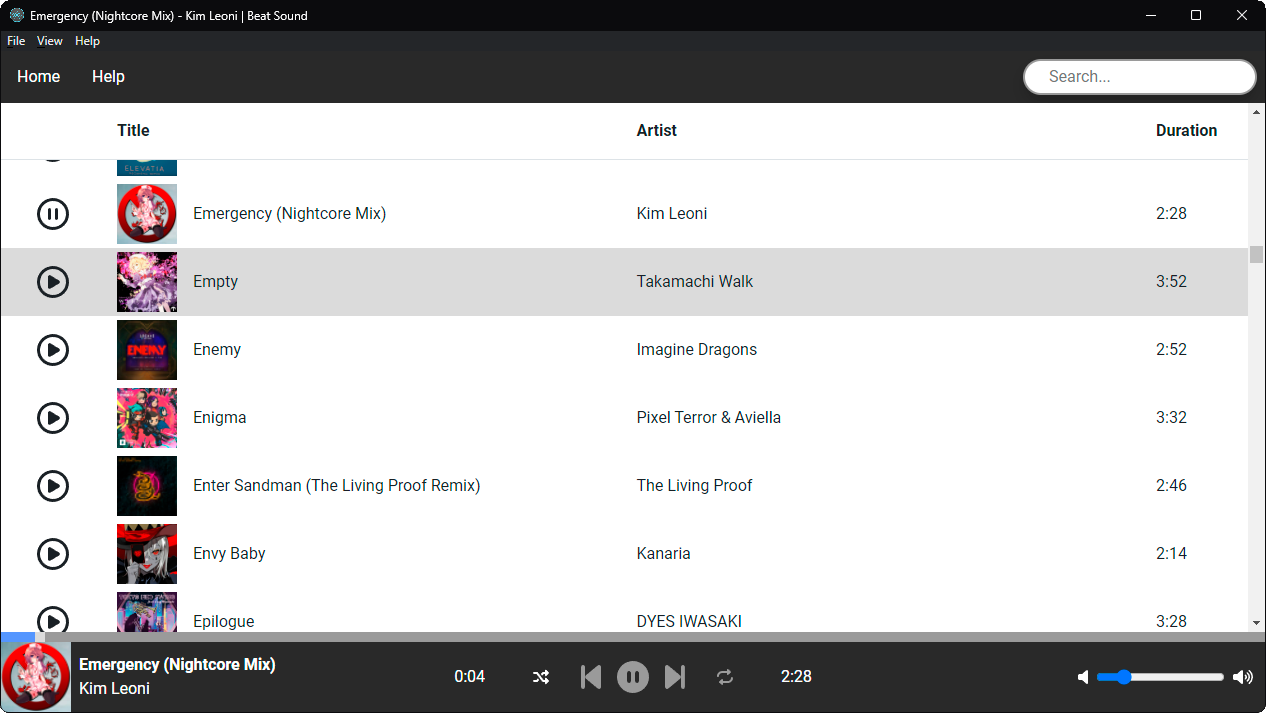 Emergency (Nightcore Mix) - Kim Leoni | Beat Sound
File View Help
Home Help Search...
Title Artist Duration
ELEVATIA
Emergency (Nightcore Mix) Kim Leoni 2:28
Empty Takamachi Walk 3:52
Enemy Imagine Dragons 2:52
ENEMY
Enigma Pixel Terror & Aviella 3:32
Enter Sandman (The Living Proof Remix) The Living Proof 2:46
Envy Baby Kanaria 2:14
Epilogue DYES IWASAKI 3:28
Emergency (Nightcore Mix)
Kim Leoni
0:04 2:28